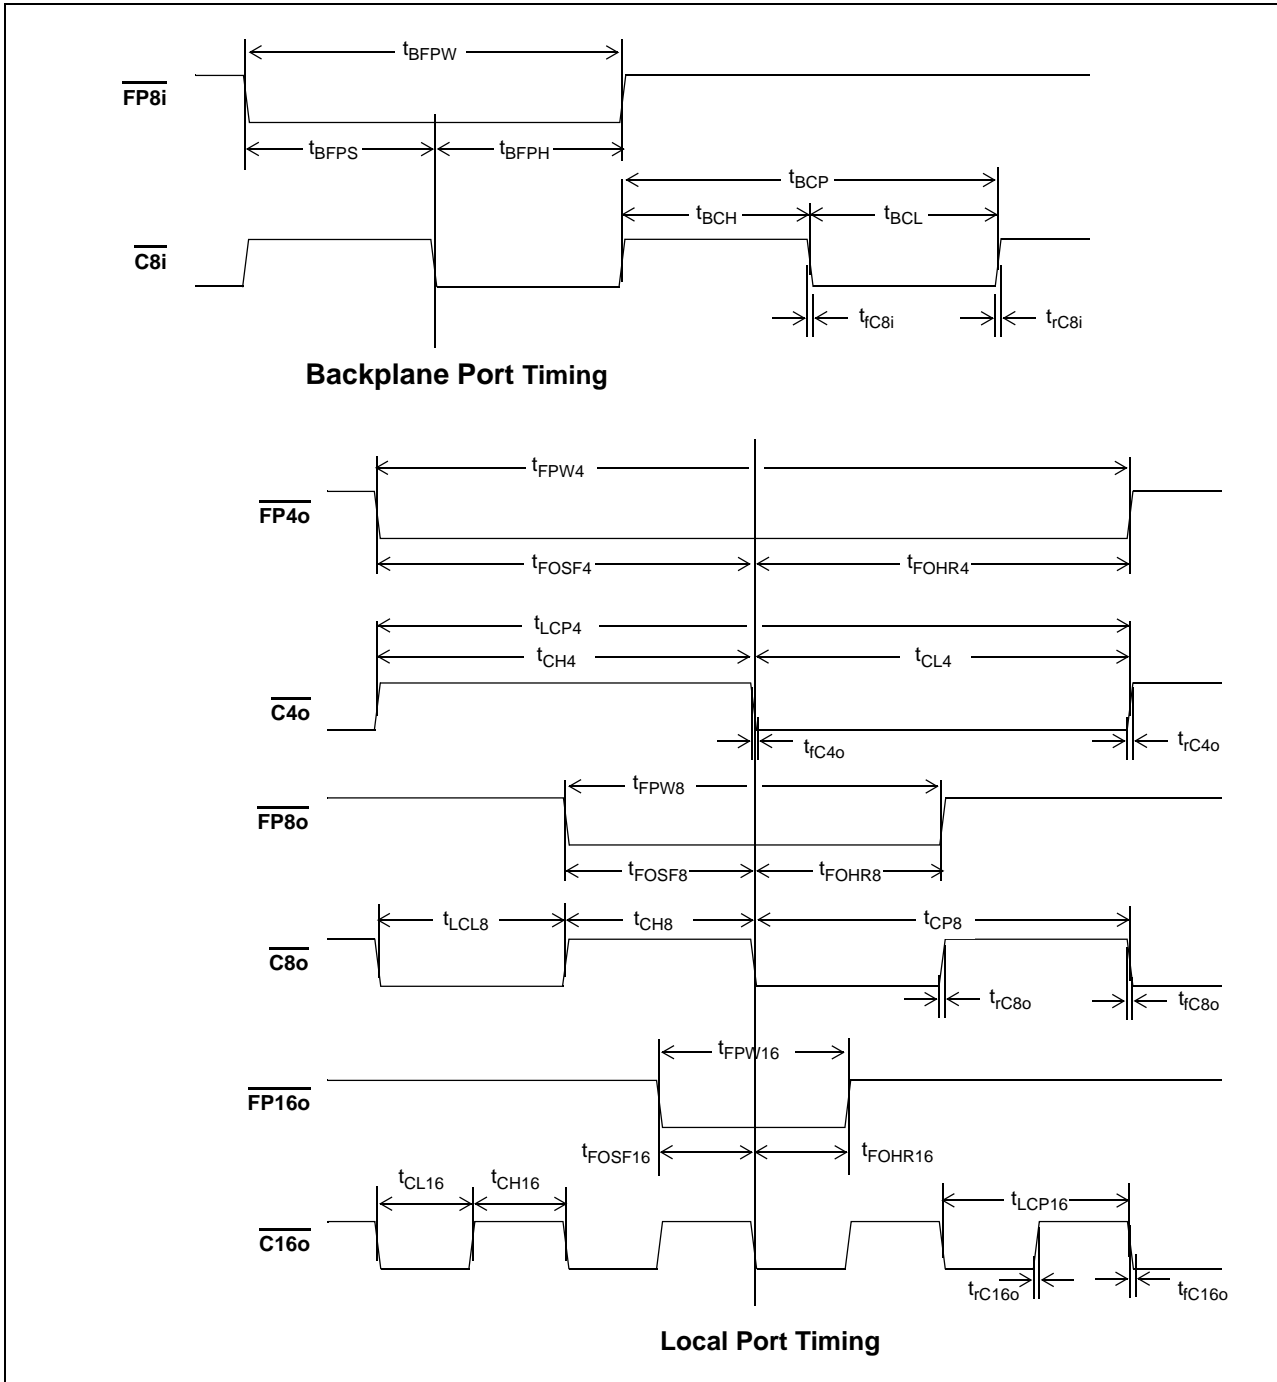 tBFPW
FP8i
tBFPS
tBFPH
tBCP
tBCH
tBCL
C8i
tfC8i
trC8i
Backplane Port Timing
tFPW4
FP4o
tFOSF4
tFOHR4
tLCP4
tCH4
tCL4
C4o
tfC4o
trC4o
tFPW8
FP8o
tFOSF8
tFOHR8
tLCL8
tCH8
tCP8
C8o
trC8o
tfC8o
tFPW16
FP16o
tFOSF16
tFOHR16
tCL16
tCH16
tLCP16
C16o
trC16o
tfC16o
Local Port Timing